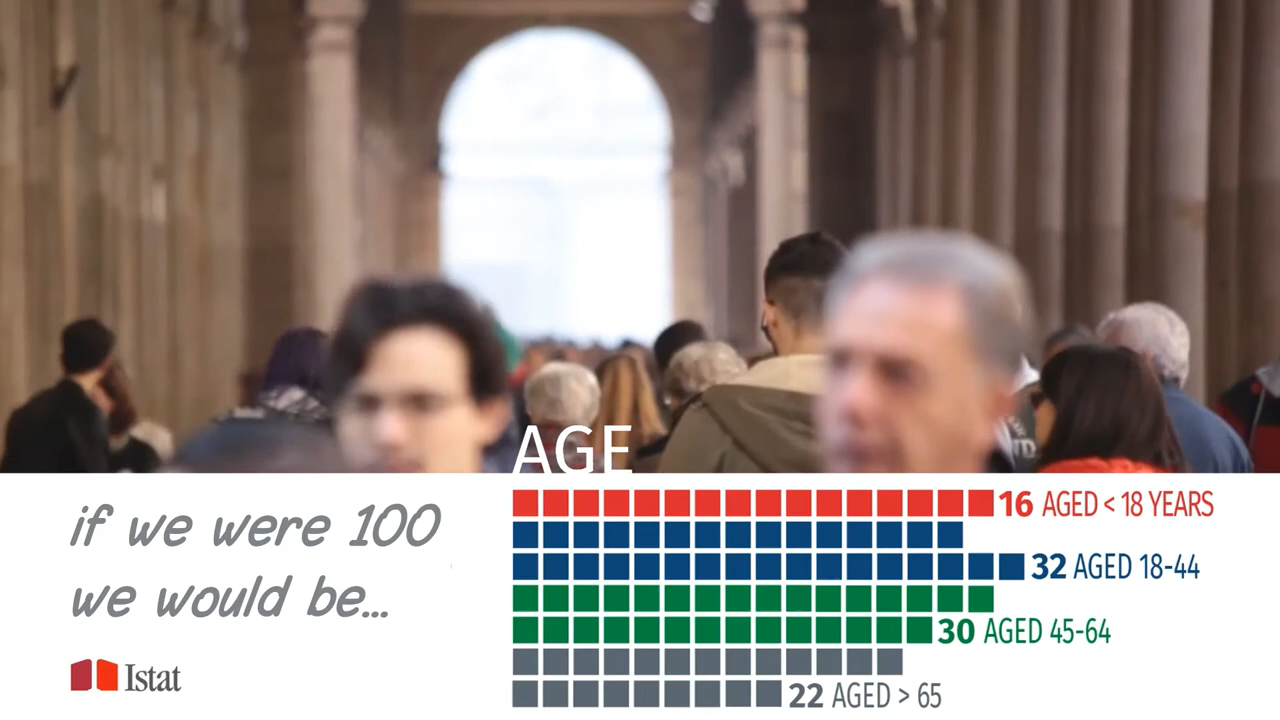 AGE
if we were 100
we would be...
16 AGED < 18 YEARS
32 AGED 18-44
30 AGED 45-64
22 AGED > 65
Istat